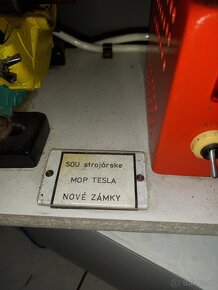 SOU strojárske
MOP TESLA
NOVÉ ZÁMKY